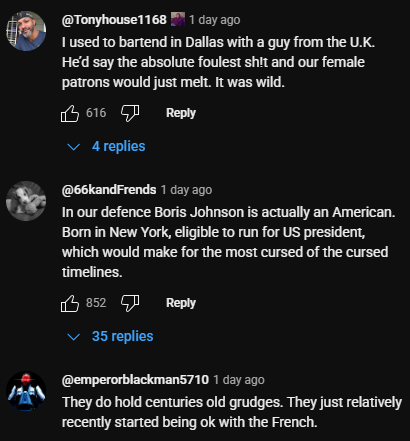 @Tonyhouse1168 1 day ago
I used to bartend in Dallas with a guy from the U.K.
He'd say the absolute foulest sh!t and our female
patrons would just melt. It was wild.
616 Reply
4 replies
@66kandFrends 1 day ago
In our defence Boris Johnson is actually an American.
Born in New York, eligible to run for US president,
which would make for the most cursed of the cursed
timelines.
852 Reply
35 replies
@emperorblackman5710 1 day ago
They do hold centuries old grudges. They just relatively
recently started being ok with the French.